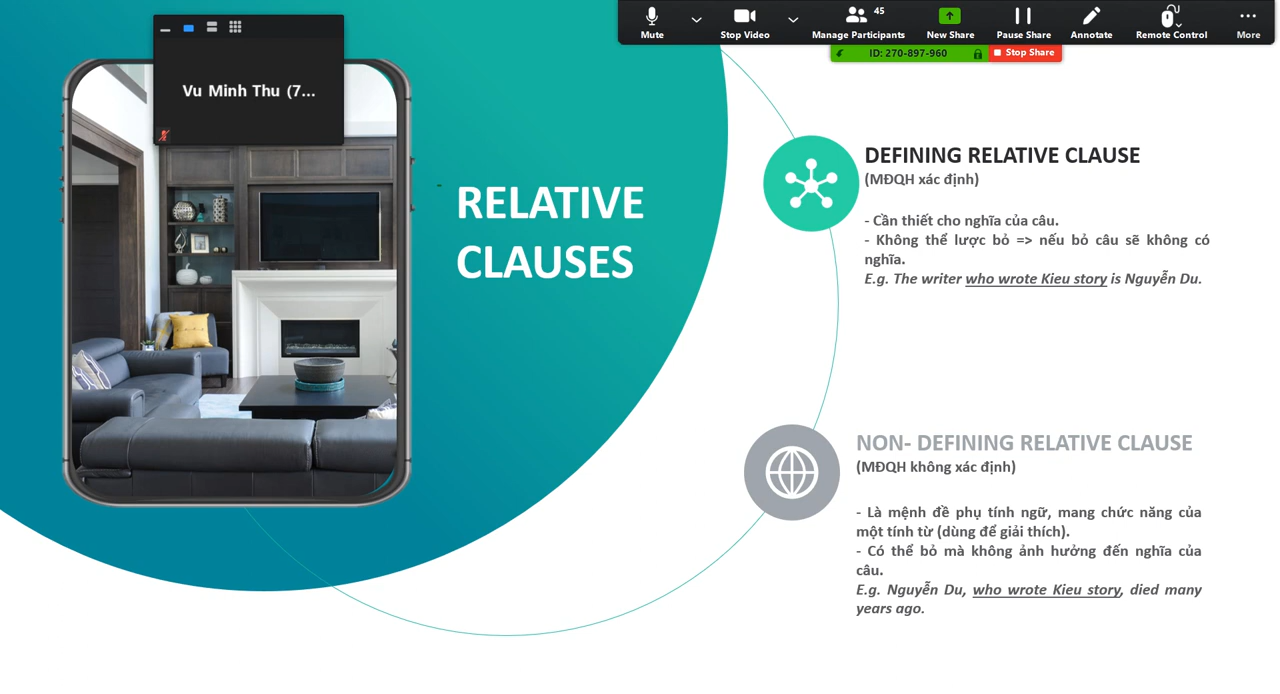 Mute
Stop Video
Manage Participants
45
New Share
Pause Share
Annotate
Remote Control
More
ID: 270-897-960
Stop Share
Vu Minh Thu (7...
RELATIVE
CLAUSES
DEFINING RELATIVE CLAUSE
(MĐQH xác định)
- Cần thiết cho nghĩa của câu.
- Không thể lược bỏ => nếu bỏ câu sẽ không có
nghĩa.
E.g. The writer who wrote Kieu story is Nguyễn Du.
NON- DEFINING RELATIVE CLAUSE
(MĐQH không xác định)
- Là mệnh đề phụ tính ngữ, mang chức năng của
một tính từ (dùng để giải thích).
- Có thể bỏ mà không ảnh hưởng đến nghĩa của
câu.
E.g. Nguyễn Du, who wrote Kieu story, died many
years ago.